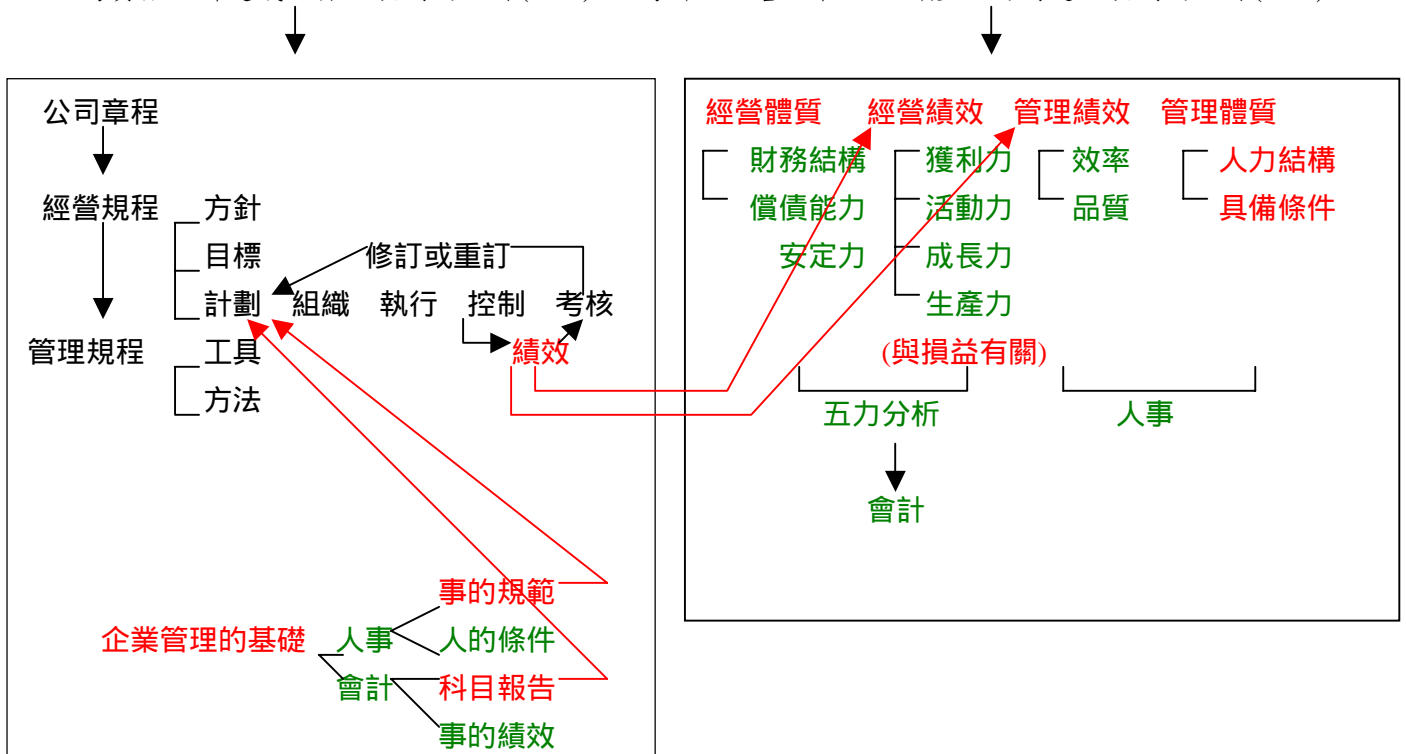 公司章程
經營規程 方針
目標 修訂或重訂
計劃 組織 執行 控制 考核
管理規程 工具 績效
方法
事的規範
企業管理的基礎 人事 人的條件
會計 科目報告
事的績效
經營體質 經營績效 管理績效 管理體質
財務結構 獲利力 效率 人力結構
償債能力 活動力 品質 具備條件
安定力 成長力
生產力
(與損益有關)
五力分析 人事
會計